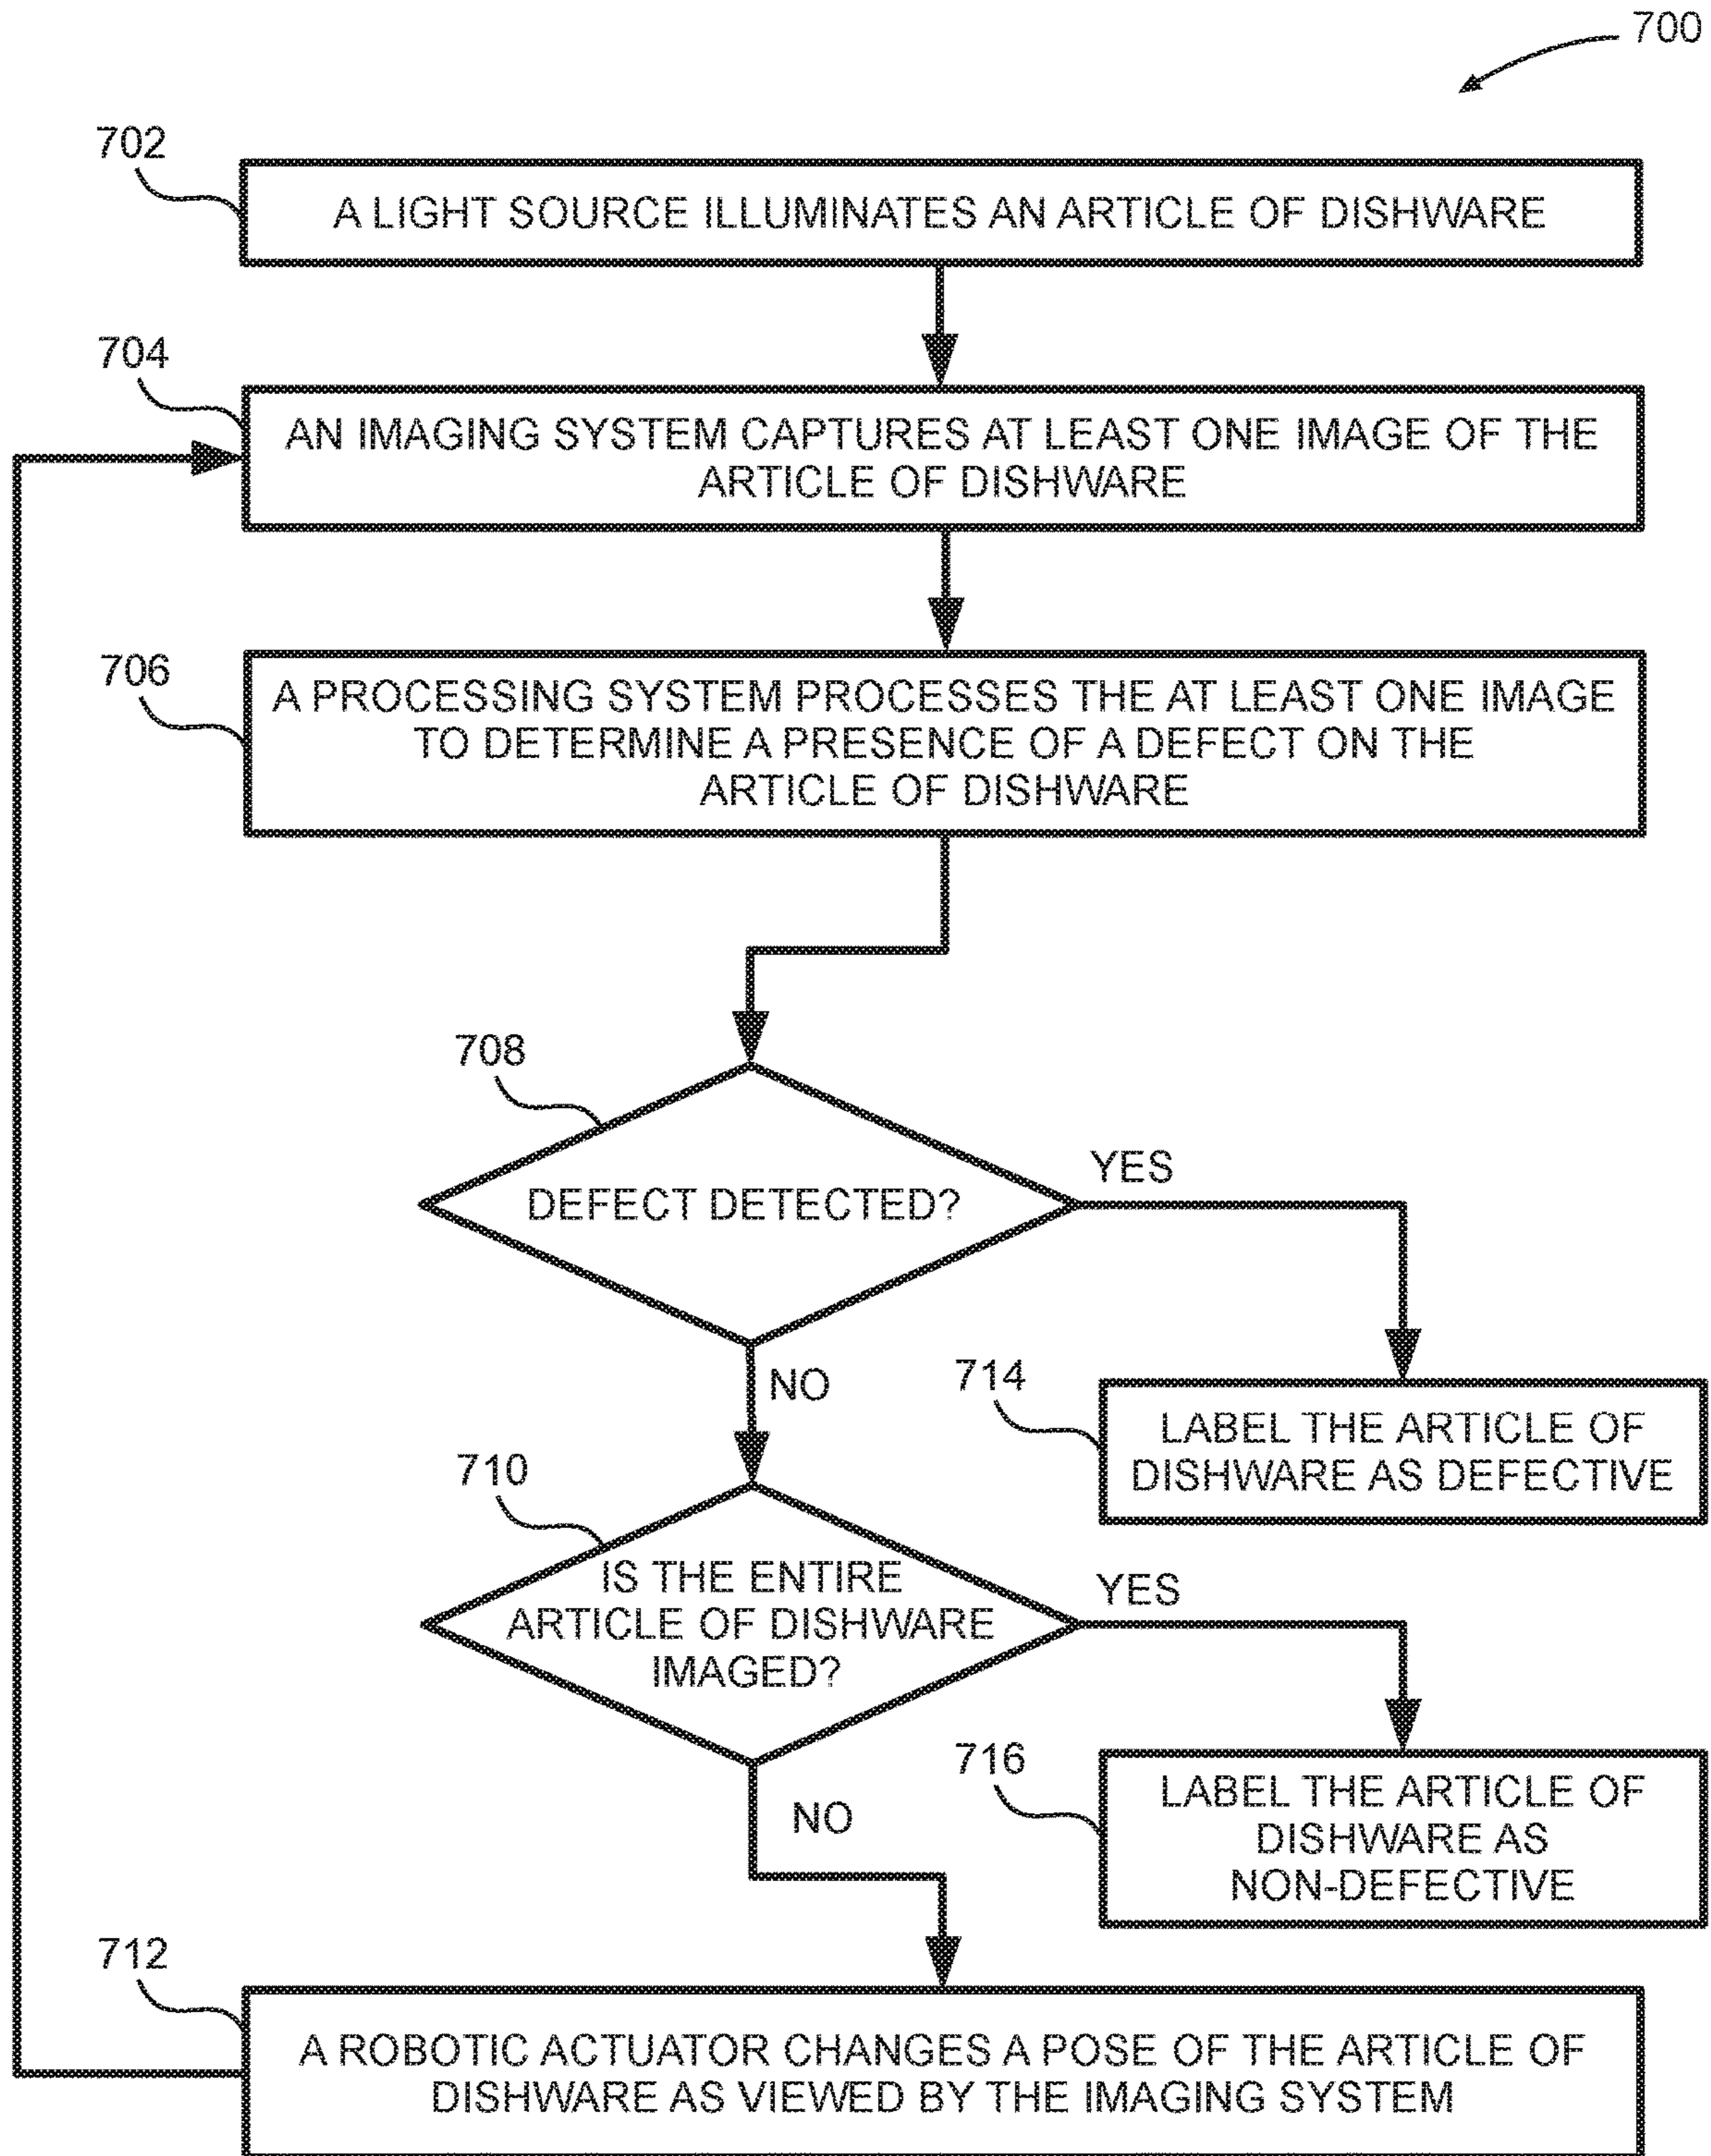 700
702
A LIGHT SOURCE ILLUMINATES AN ARTICLE OF DISHWARE
704
AN IMAGING SYSTEM CAPTURES AT LEAST ONE IMAGE OF THE
ARTICLE OF DISHWARE
706
A PROCESSING SYSTEM PROCESSES THE AT LEAST ONE IMAGE
TO DETERMINE A PRESENCE OF A DEFECT ON THE
ARTICLE OF DISHWARE
708
DEFECT DETECTED?
YES
NO
714
LABEL THE ARTICLE OF
DISHWARE AS DEFECTIVE
710
IS THE ENTIRE
ARTICLE OF DISHWARE
IMAGED?
YES
NO
716
LABEL THE ARTICLE OF
DISHWARE AS
NON-DEFECTIVE
712
A ROBOTIC ACTUATOR CHANGES A POSE OF THE ARTICLE OF
DISHWARE AS VIEWED BY THE IMAGING SYSTEM